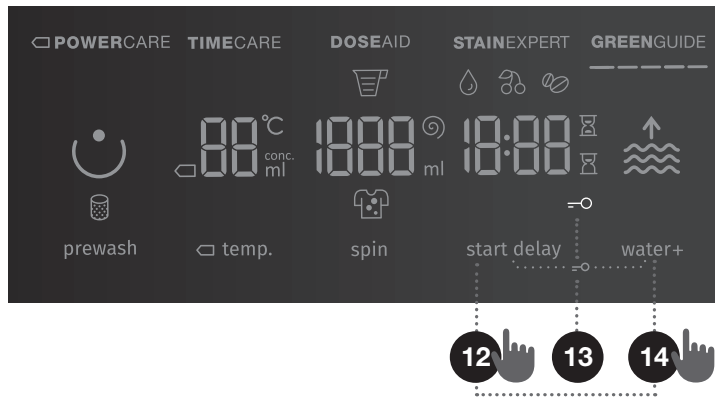 POWERCARE TIMECARE DOSEAID STAINEXPERT GREENGUIDE
88 °C 1888 18:88
conc.
ml ml
prewash temp. spin start delay water+
12 13 14